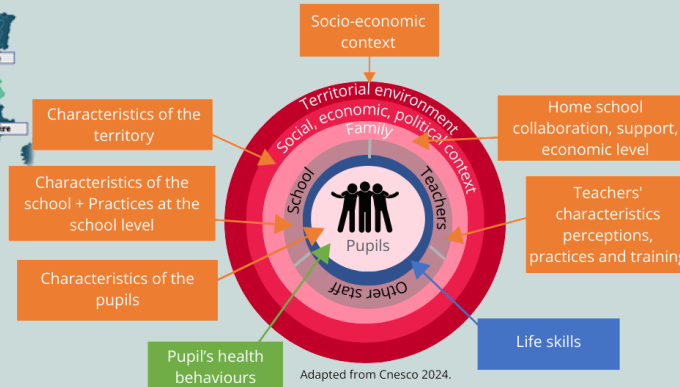 Socio-economic
context
Territorial environment
Social, economic, political context
Family
Characteristics of the
territory
Home school
collaboration, support,
economic level
Characteristics of the
school + Practices at the
school level
School
Teachers
Teachers'
characteristics
perceptions,
practices and training
Pupils
Characteristics of the
pupils
Other staff
Life skills
Pupil's health
behaviours
Adapted from Cnesco 2024.